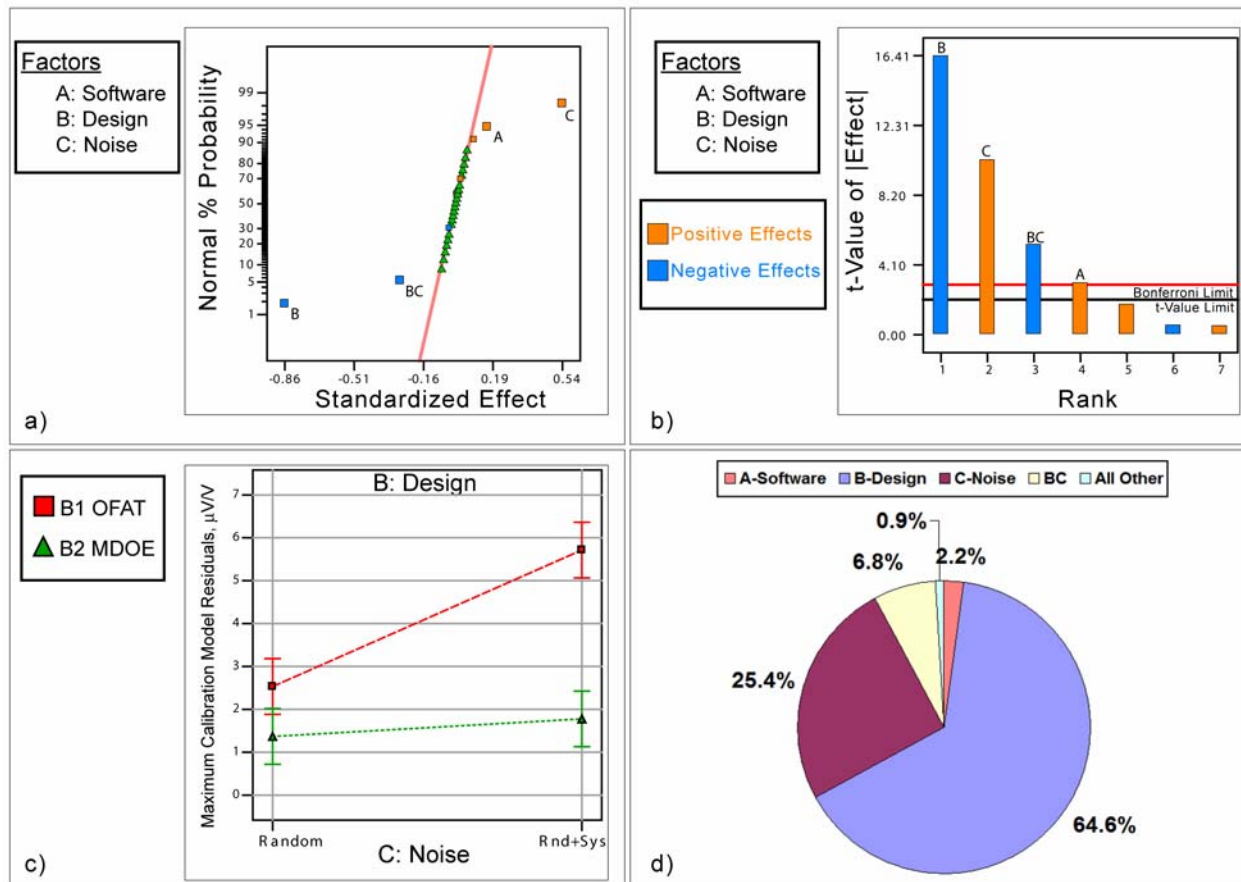 Factors
A: Software
B: Design
C: Noise
Normal % Probability
99
95
90
80
70
50
30
20
10
5
1
A
C
BC
B
-0.86
-0.51
-0.16
0.19
0.54
Standardized Effect
a)
Factors
A: Software
B: Design
C: Noise
Positive Effects
Negative Effects
t-Value of |Effect|
16.41
12.31
8.20
4.10
0.00
B
C
BC
A
Bonferroni Limit
t-Value Limit
1
2
3
4
5
6
7
Rank
b)
B1 OFAT
B2 MDOE
B: Design
Maximum Calibration Model Residuals, µV/V
7
6
5
4
3
2
1
0
Random
Rnd+Sys
C: Noise
c)
A-Software
B-Design
C-Noise
BC
All Other
0.9%
2.2%
6.8%
25.4%
64.6%
d)